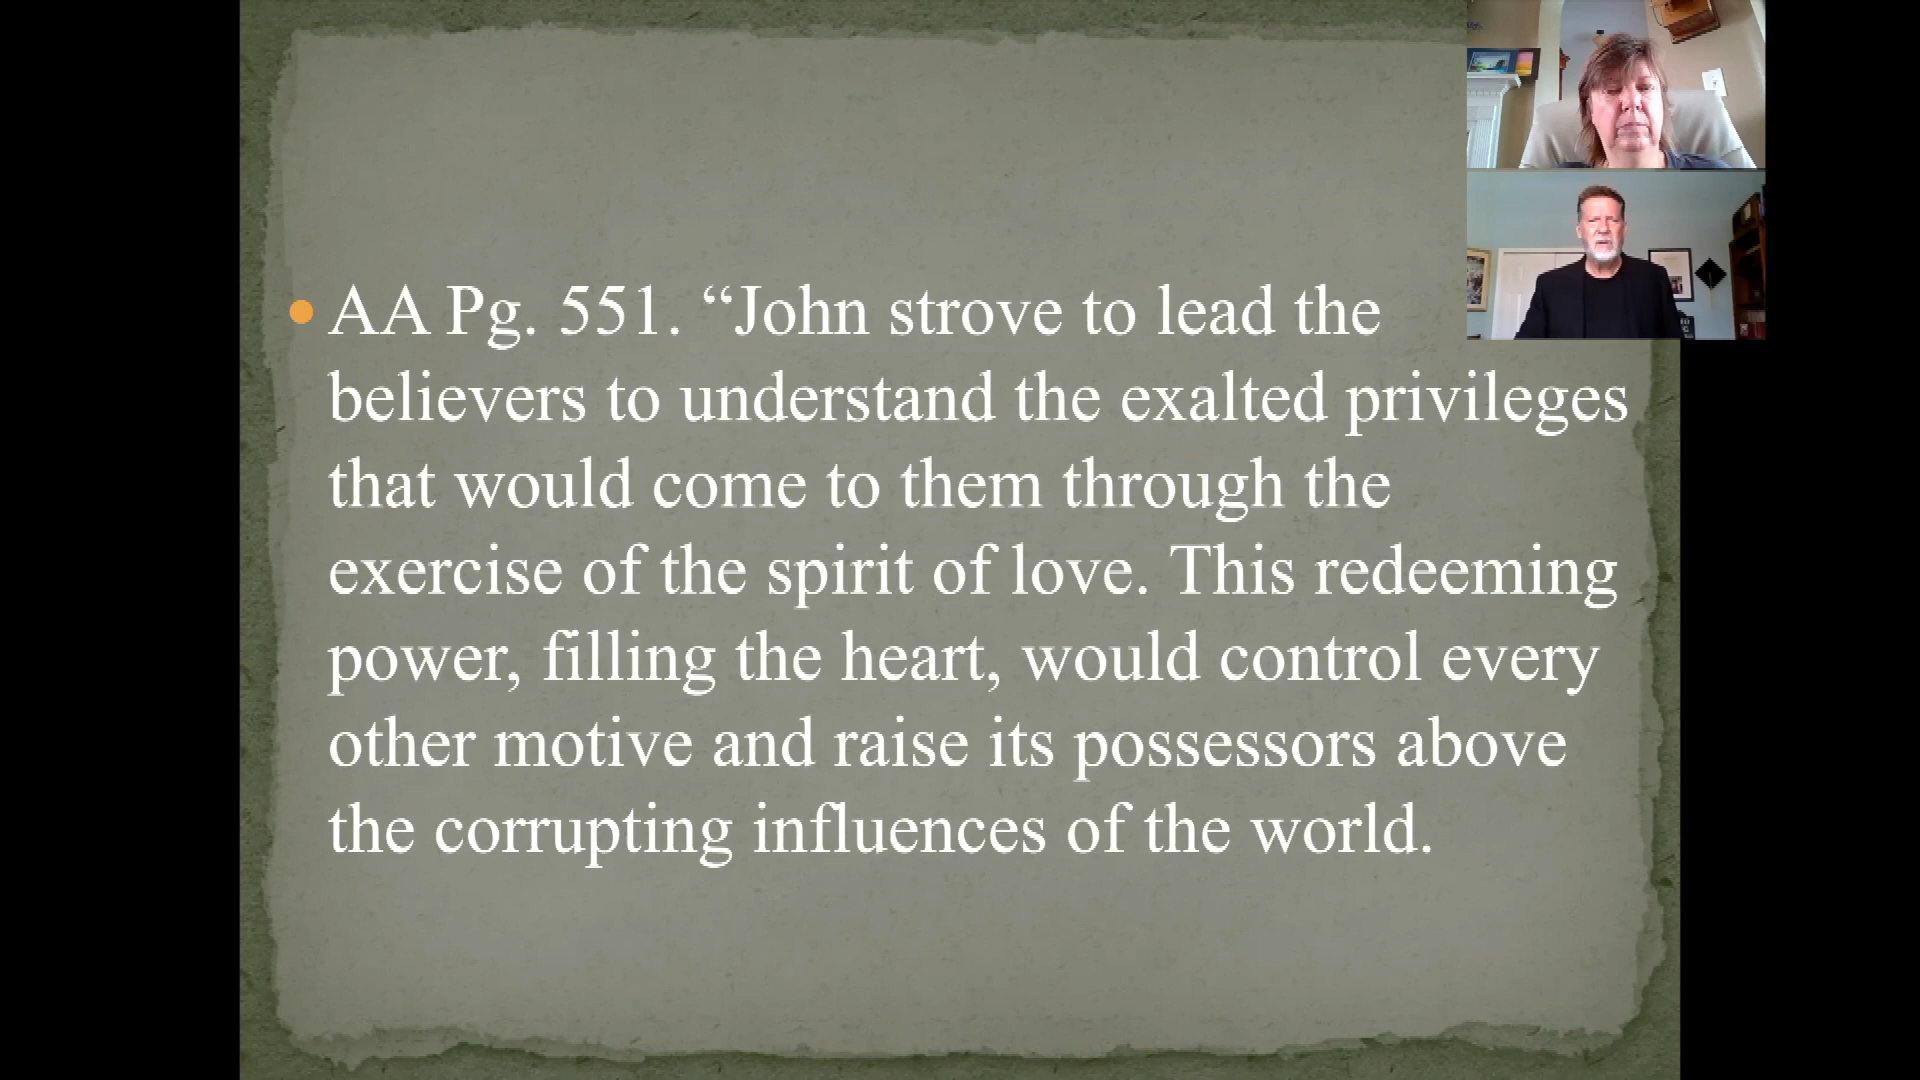 AA Pg. 551. “John strove to lead the
believers to understand the exalted privileges
that would come to them through the
exercise of the spirit of love. This redeeming
power, filling the heart, would control every
other motive and raise its possessors above
the corrupting influences of the world.